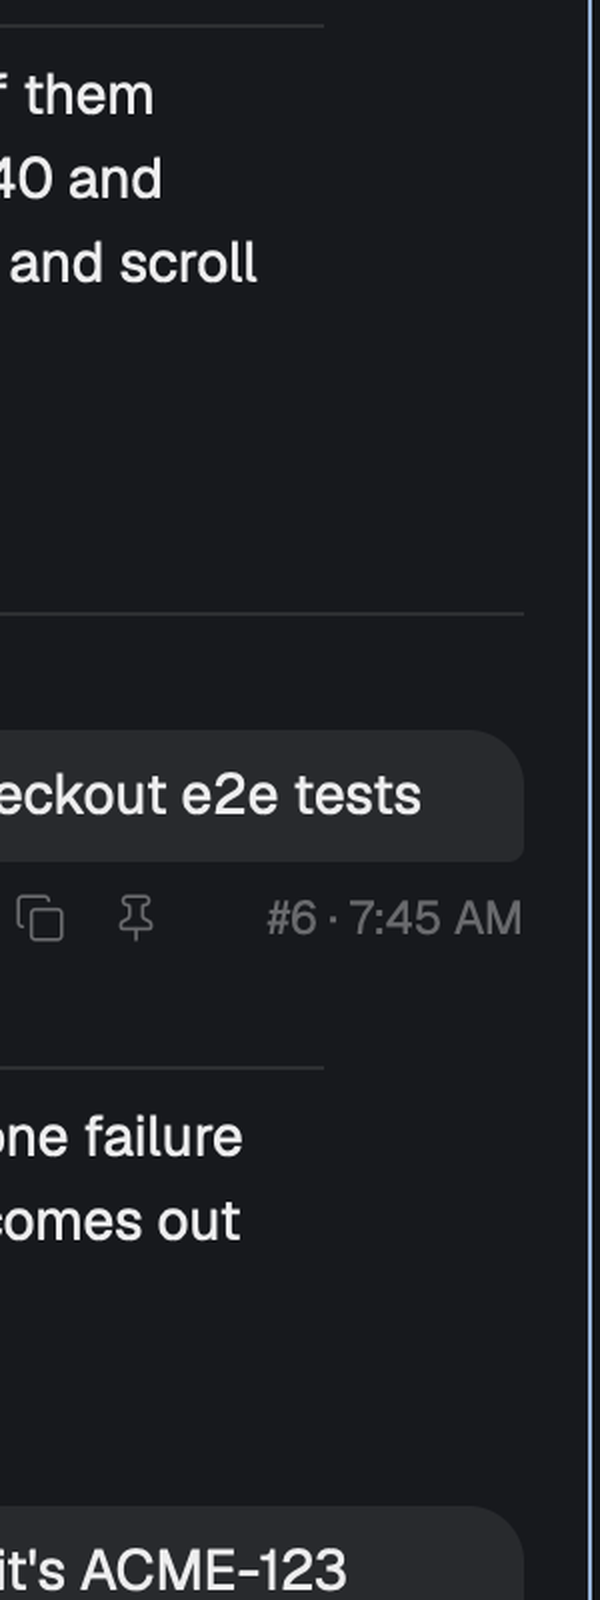 f them
40 and
and scroll
eckout e2e tests
#6 · 7:45 AM
one failure
comes out
it's ACME-123